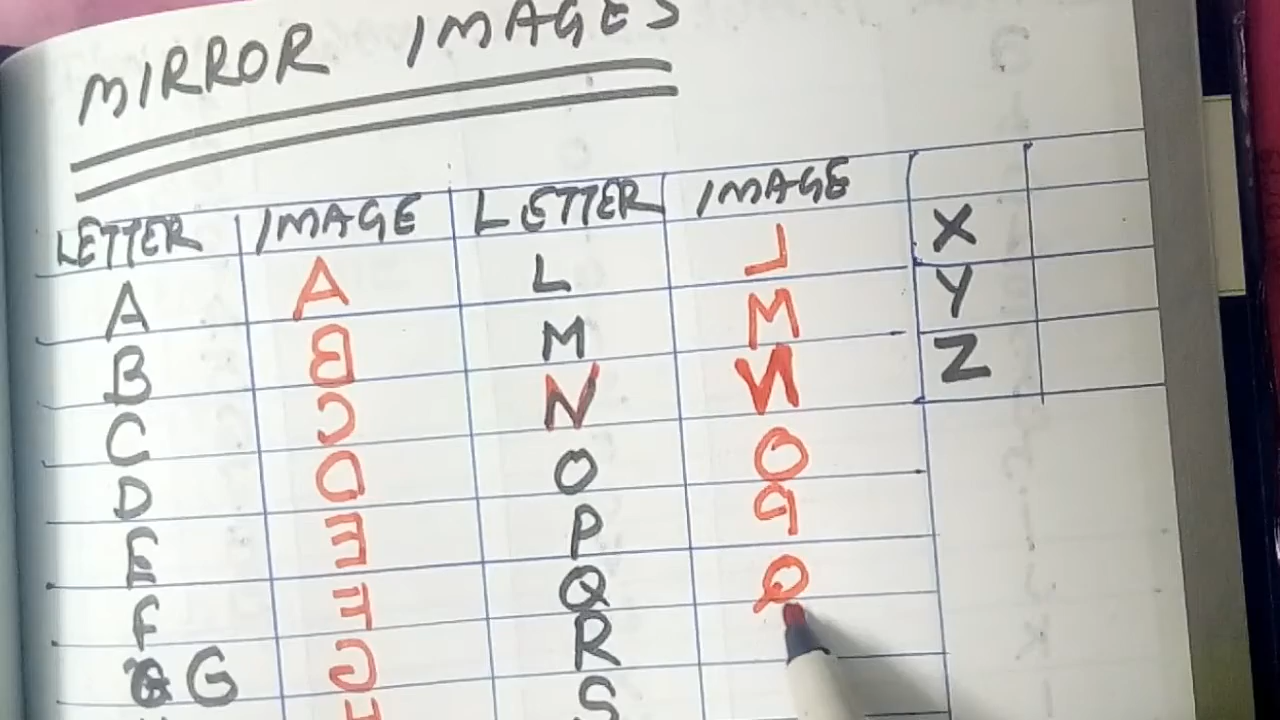 MIRROR IMAGES
LETTER IMAGE LETTER IMAGE
A A L L X
B B M M Y
C C N N Z
D D O O
E E P P
F F Q Q
G G R
S